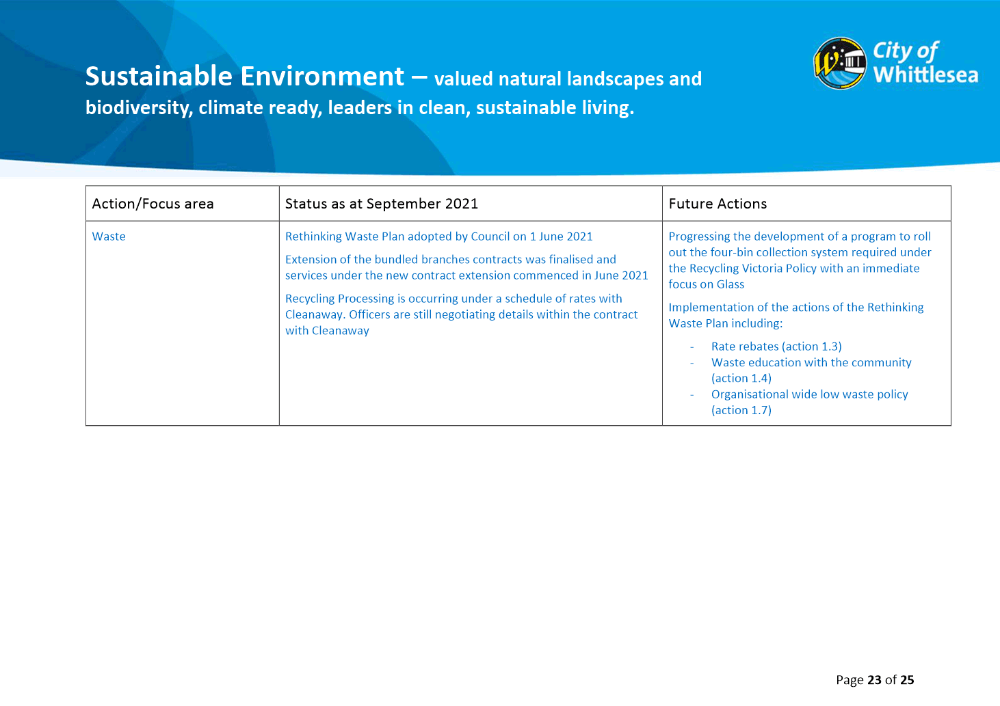 Sustainable Environment – valued natural landscapes and
biodiversity, climate ready, leaders in clean, sustainable living.
City of
Whittlesea
Action/Focus area
Status as at September 2021
Future Actions
Waste
Rethinking Waste Plan adopted by Council on 1 June 2021
Extension of the bundled branches contracts was finalised and
services under the new contract extension commenced in June 2021
Recycling Processing is occurring under a schedule of rates with
Cleanaway. Officers are still negotiating details within the contract
with Cleanaway
Progressing the development of a program to roll
out the four-bin collection system required under
the Recycling Victoria Policy with an immediate
focus on Glass
Implementation of the actions of the Rethinking
Waste Plan including:
- Rate rebates (action 1.3)
- Waste education with the community
(action 1.4)
- Organisational wide low waste policy
(action 1.7)
Page 23 of 25